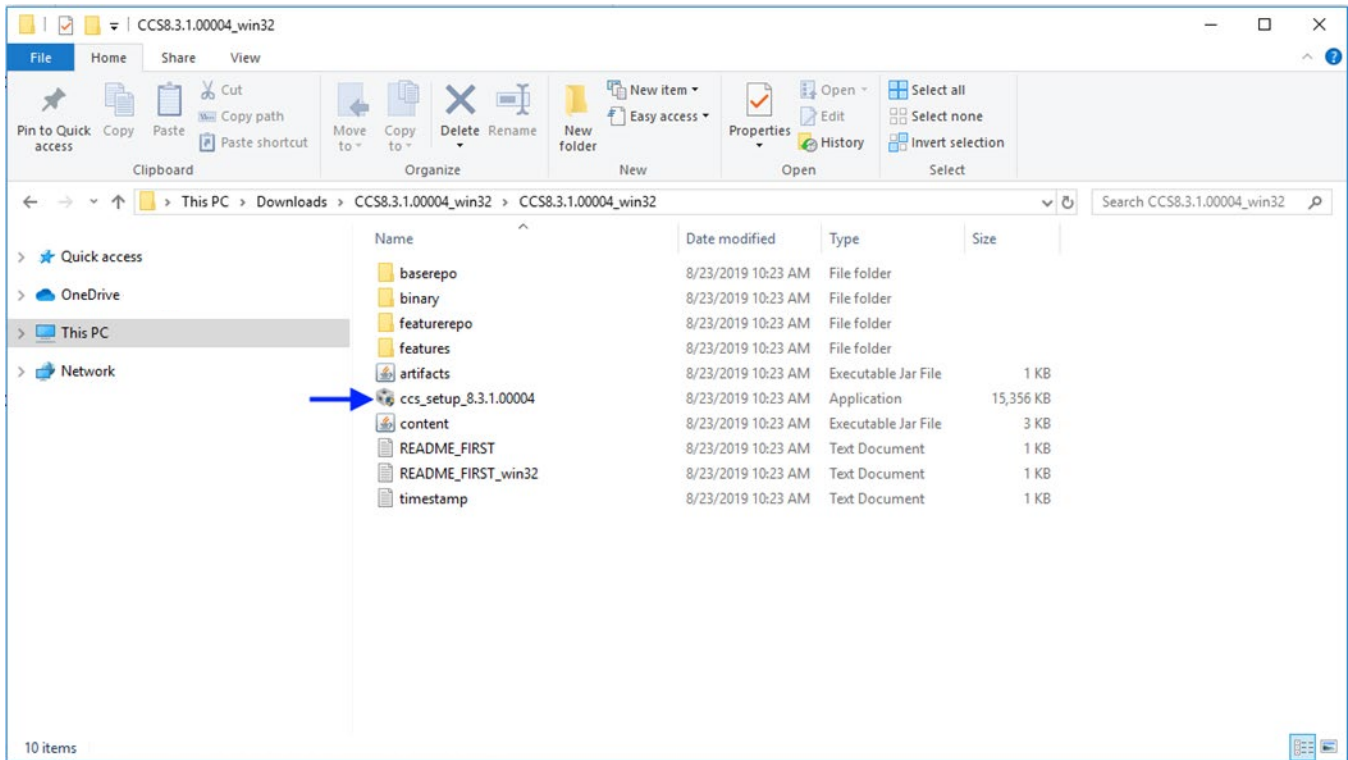 CCS8.3.1.00004_win32
File Home Share View
Pin to Quick access
Copy
Paste
Cut
Copy path
Paste shortcut
Clipboard
Move to
Copy to
Delete
Rename
Organize
New folder
New item
Easy access
New
Properties
Open
Edit
History
Open
Select all
Select none
Invert selection
Select
This PC > Downloads > CCS8.3.1.00004_win32 > CCS8.3.1.00004_win32
Search CCS8.3.1.00004_win32
Quick access
OneDrive
This PC
Network
Name Date modified Type Size
baserepo 8/23/2019 10:23 AM File folder
binary 8/23/2019 10:23 AM File folder
featurerepo 8/23/2019 10:23 AM File folder
features 8/23/2019 10:23 AM File folder
artifacts 8/23/2019 10:23 AM Executable Jar File 1 KB
ccs_setup_8.3.1.00004 8/23/2019 10:23 AM Application 15,356 KB
content 8/23/2019 10:23 AM Executable Jar File 3 KB
README_FIRST 8/23/2019 10:23 AM Text Document 1 KB
README_FIRST_win32 8/23/2019 10:23 AM Text Document 1 KB
timestamp 8/23/2019 10:23 AM Text Document 1 KB
10 items